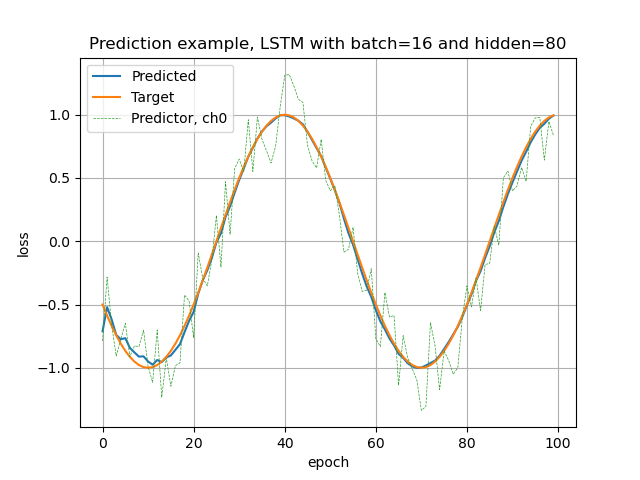 Prediction example, LSTM with batch=16 and hidden=80
Predicted
Target
Predictor, ch0
1.0
0.5
0.0
−0.5
−1.0
loss
0 20 40 60 80 100
epoch